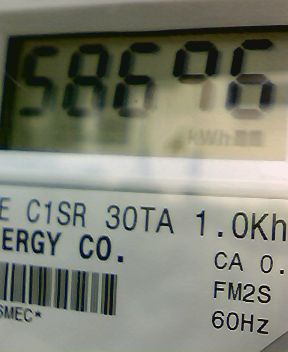 58696
kWh
E C1SR 30TA 1.0Kh
ERGY CO.
CA 0.
FM2S
SMEC*
60Hz